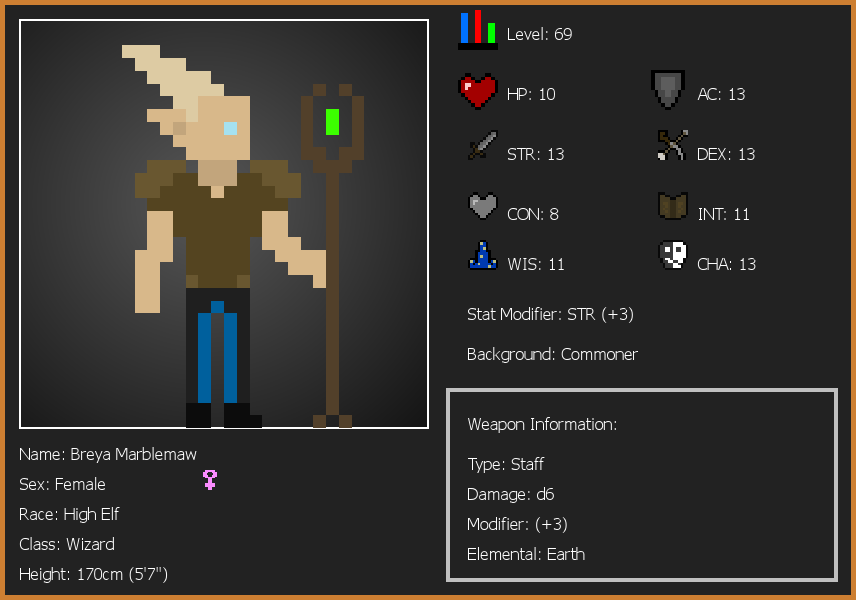 Level: 69
HP: 10
AC: 13
STR: 13
DEX: 13
CON: 8
INT: 11
WIS: 11
CHA: 13
Stat Modifier: STR (+3)
Background: Commoner
Weapon Information:
Type: Staff
Damage: d6
Modifier: (+3)
Elemental: Earth
Name: Breya Marblemaw
Sex: Female
Race: High Elf
Class: Wizard
Height: 170cm (5'7")